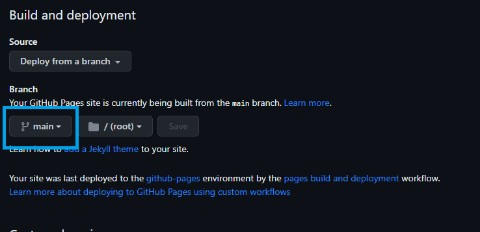 Build and deployment
Source
Deploy from a branch
Branch
Your GitHub Pages site is currently being built from the main branch. Learn more.
main / (root) Save
Learn how to add a Jekyll theme to your site.
Your site was last deployed to the github-pages environment by the pages build and deployment workflow.
Learn more about deploying to GitHub Pages using custom workflows